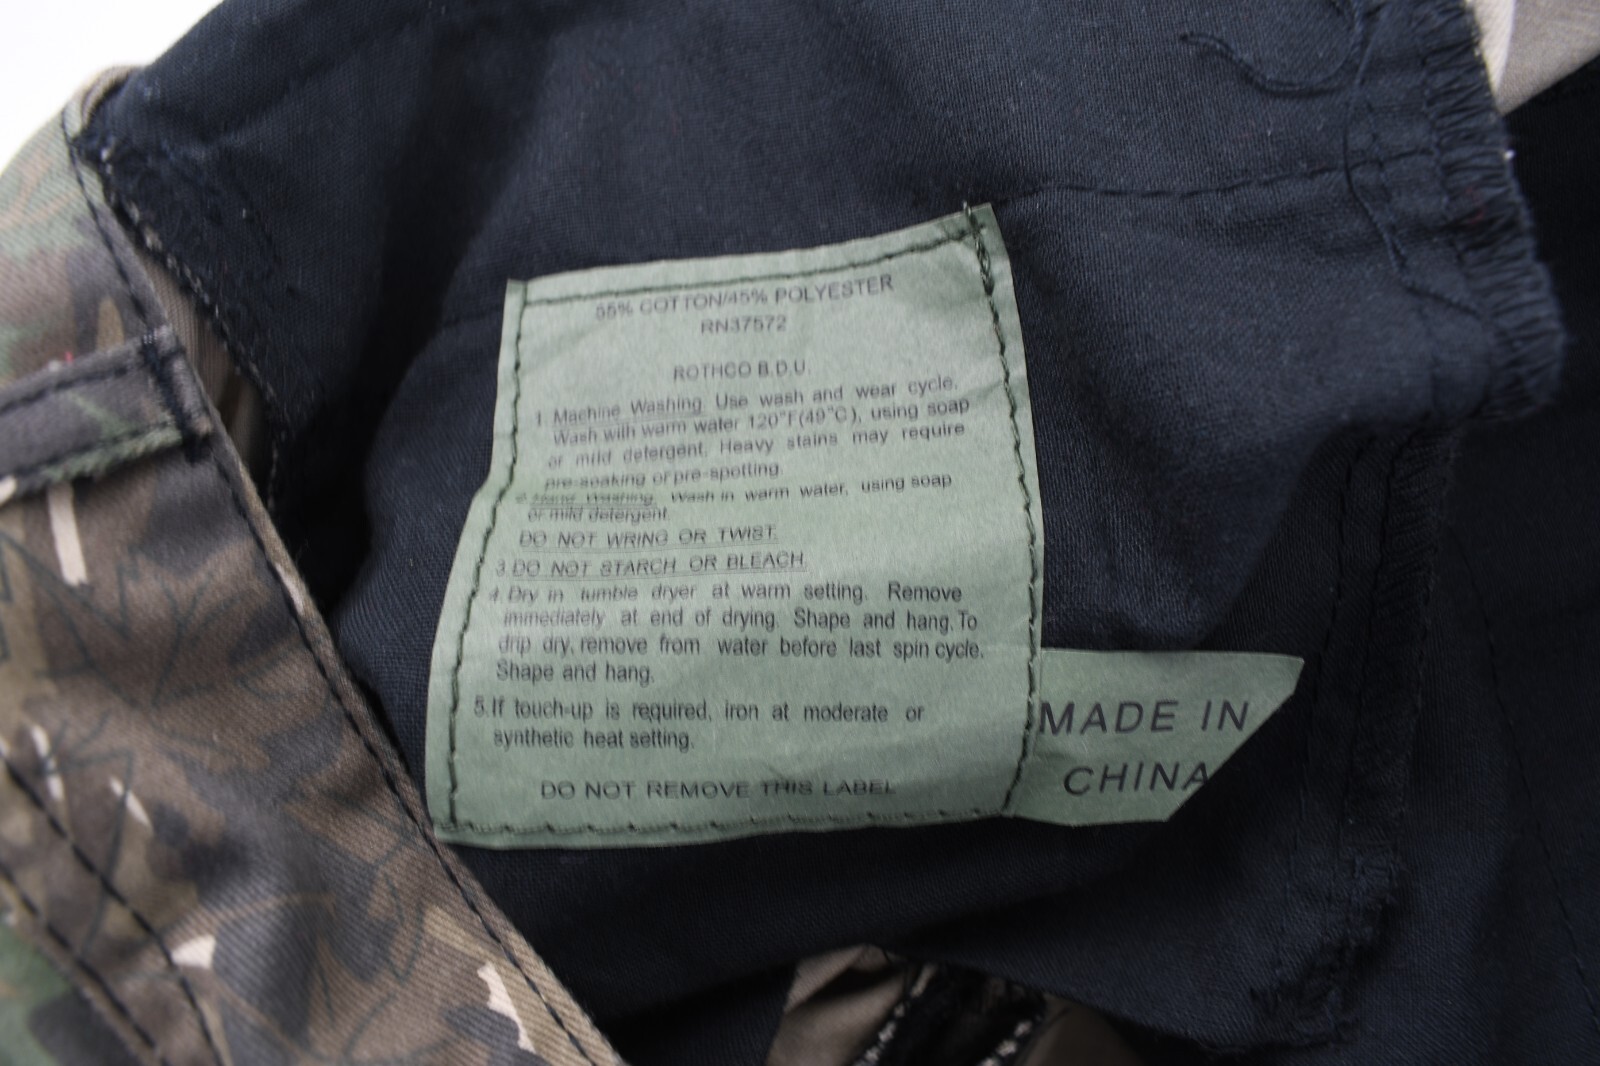 55% COTTON/45% POLYESTER
RN37572
ROTHCO B.D.U.
1. Machine Washing. Use wash and wear cycle.
Wash with warm water 120°F(49°C), using soap
or mild detergent. Heavy stains may require
pre-soaking or pre-spotting.
2. Hand Washing. Wash in warm water, using soap
or mild detergent.
DO NOT WRING OR TWIST.
3.DO NOT STARCH OR BLEACH.
4.Dry in tumble dryer at warm setting. Remove
immediately at end of drying. Shape and hang. To
drip dry, remove from water before last spin cycle.
Shape and hang.
5.If touch-up is required, iron at moderate or
synthetic heat setting.
DO NOT REMOVE THIS LABEL
MADE IN
CHINA